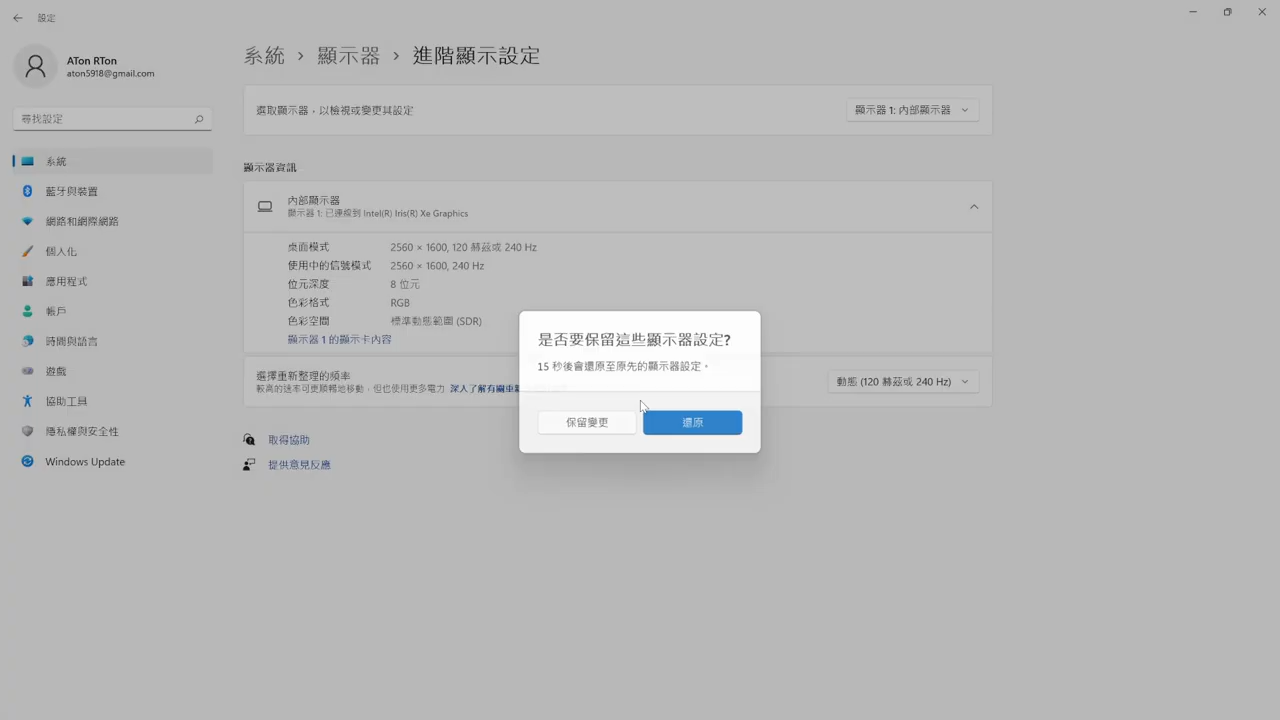 設定
ATon RTon
aton5918@gmail.com
尋找設定
系統
藍牙與裝置
網路和網際網路
個人化
應用程式
帳戶
時間與語言
遊戲
協助工具
隱私權與安全性
Windows Update
系統 › 顯示器 › 進階顯示設定
選取顯示器，以檢視或變更其設定
顯示器 1: 內部顯示器
顯示器資訊
內部顯示器
顯示器 1: 已連線到 Intel(R) Iris(R) Xe Graphics
桌面模式 2560 × 1600, 120 赫茲或 240 Hz
使用中的信號模式 2560 × 1600, 240 Hz
位元深度 8 位元
色彩格式 RGB
色彩空間 標準動態範圍 (SDR)
顯示器 1 的顯示卡內容
選擇重新整理的頻率
較高的速率可更順暢地移動，但也使用更多電力 深入了解有關重新
動態 (120 赫茲或 240 Hz)
取得協助
提供意見反應
是否要保留這些顯示器設定?
15 秒後會還原至原先的顯示器設定。
保留變更
還原